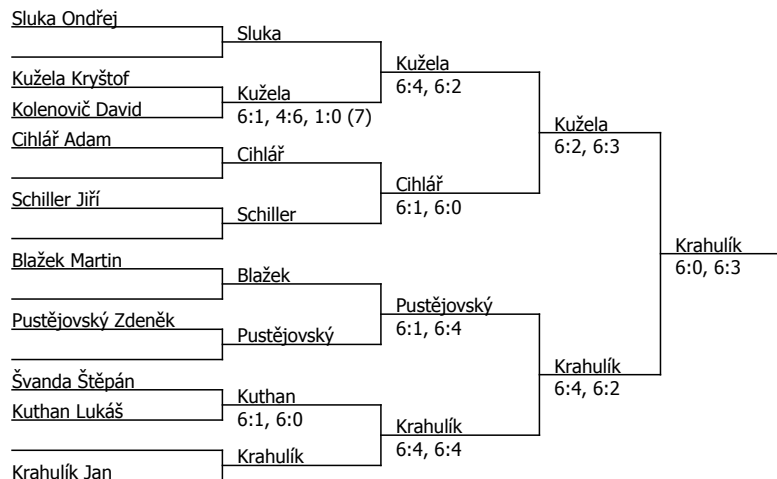 Sluka Ondřej
Sluka
Kužela
6:4, 6:2
Kužela Kryštof
Kužela
Kolenovič David
6:1, 4:6, 1:0 (7)
Kužela
6:2, 6:3
Cihlář Adam
Cihlář
Cihlář
6:1, 6:0
Schiller Jiří
Schiller
Krahulík
6:0, 6:3
Blažek Martin
Blažek
Pustějovský
6:1, 6:4
Pustějovský Zdeněk
Pustějovský
Krahulík
6:4, 6:2
Švanda Štěpán
Kuthan
Kuthan Lukáš
6:1, 6:0
Krahulík
6:4, 6:4
Krahulík
Krahulík Jan